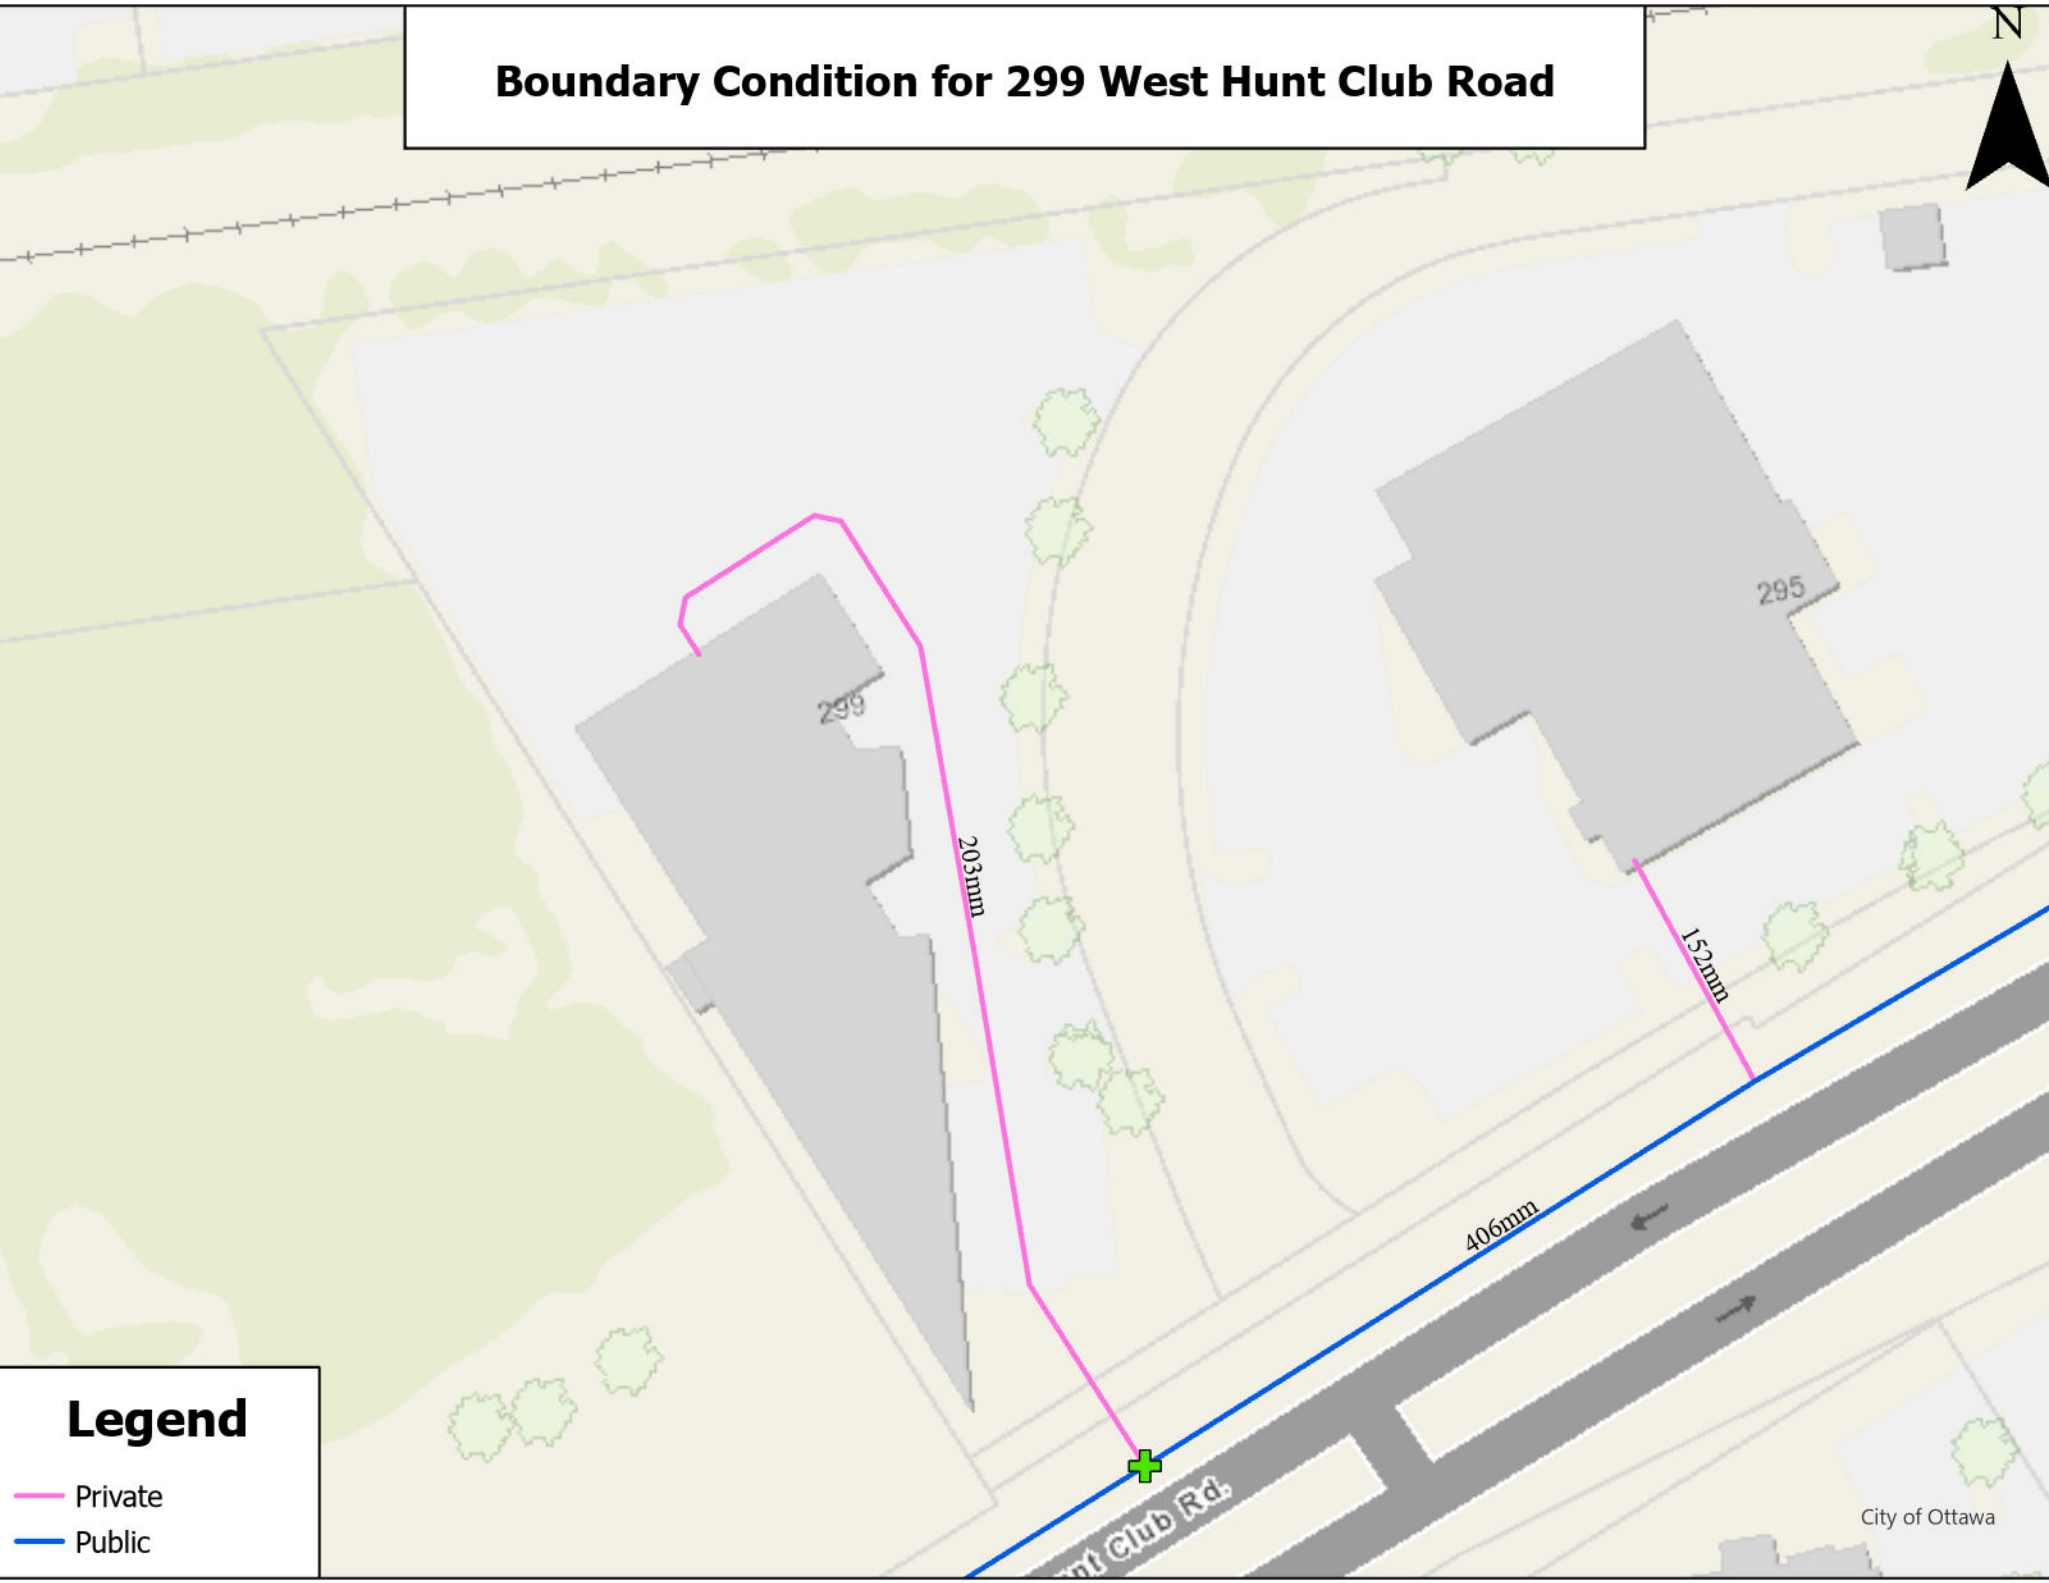 Boundary Condition for 299 West Hunt Club Road
N
295
299
203mm
152mm
406mm
Legend
Private
Public
nt Club Rd.
City of Ottawa